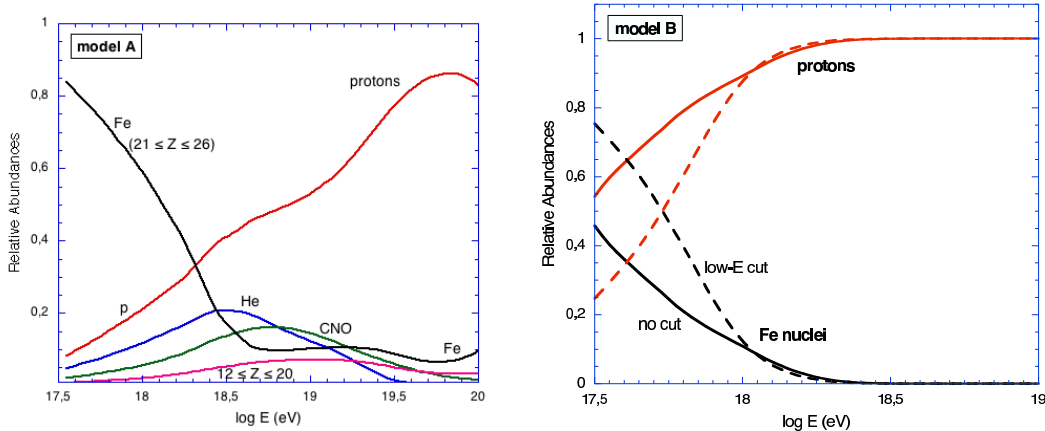 model A
1
0,8
0,6
0,4
0,2
Relative Abundances
Fe
(21 ≤ Z ≤ 26)
protons
p
He
CNO
Fe
12 ≤ Z ≤ 20
17,5 18 18,5 19 19,5 20
log E (eV)
model B
1
0,8
0,6
0,4
0,2
0
Relative Abundances
protons
low-E cut
no cut
Fe nuclei
17,5 18 18,5 19
log E (eV)